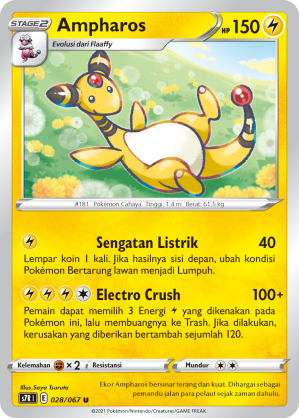 STAGE2 Ampharos HP 150
Evolusi dari Flaaffy
#181 Pokémon Cahaya Tinggi: 1.4 m Berat: 61.5 kg
Sengatan Listrik 40
Lempar koin 1 kali. Jika hasilnya sisi depan, ubah kondisi
Pokémon Bertarung lawan menjadi Lumpuh.
Electro Crush 100+
Pemain dapat memilih 3 Energi yang dikenakan pada
Pokémon ini, lalu membuangnya ke Trash. Jika dilakukan,
kerusakan yang diberikan bertambah sejumlah 120.
Kelemahan ×2 Resistansi Mundur
Illus. Saya Tsuruta
S7R I E 028/067 U
Ekor Ampharos bersinar terang dan kuat. Dihargai sebagai
pemandu jalan para pelaut sejak zaman dahulu.
©2021 Pokémon/Nintendo/Creatures/GAME FREAK